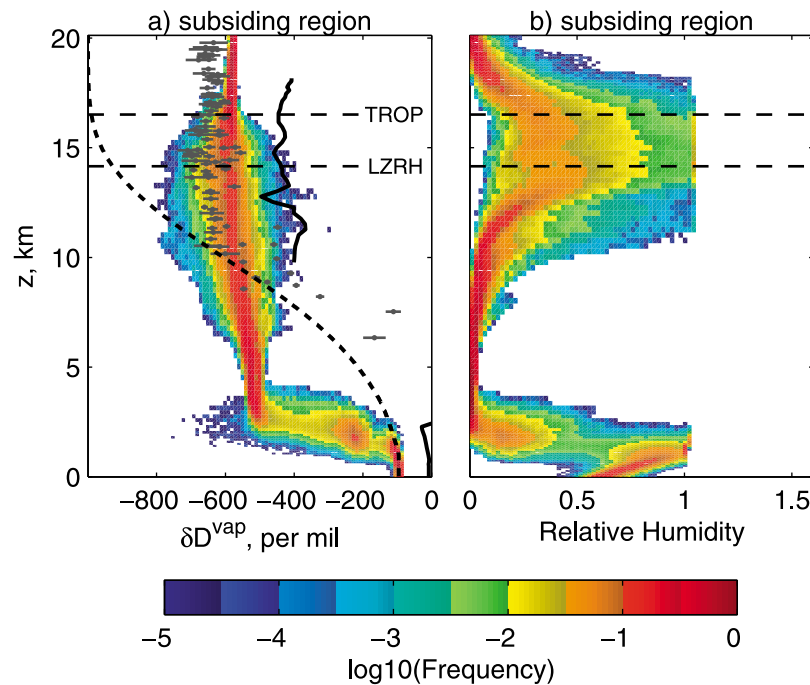 a) subsiding region
b) subsiding region
20
15
10
5
0
z, km
TROP
LZRH
−800
−600
−400
−200
0
0
0.5
1
1.5
δD^vap, per mil
Relative Humidity
−5
−4
−3
−2
−1
0
log10(Frequency)